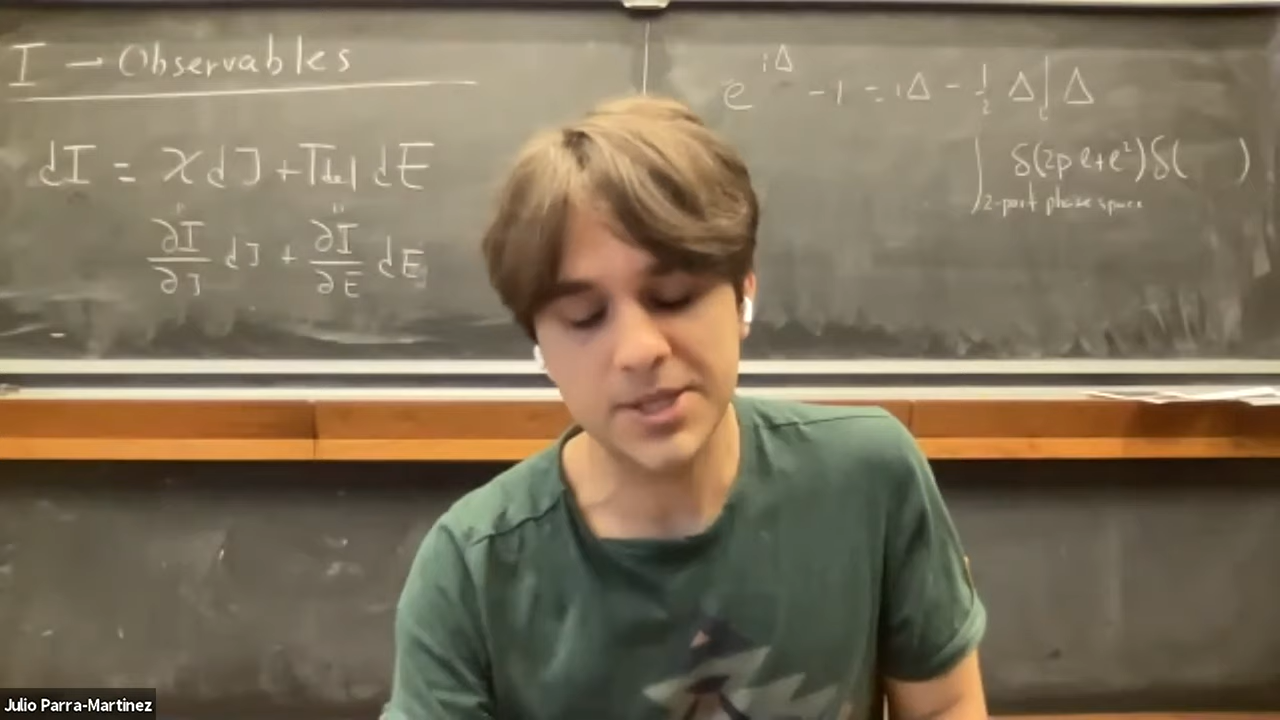 I → Observables
dI = χ dJ + T_del dE
∂I/∂J dJ + ∂I/∂E dE
e^{iΔ} - 1 = iΔ - 1/2 Δ|Δ
∫ δ(2pℓ+ℓ²) δ( )
2-part phase space
Julio Parra-Martinez